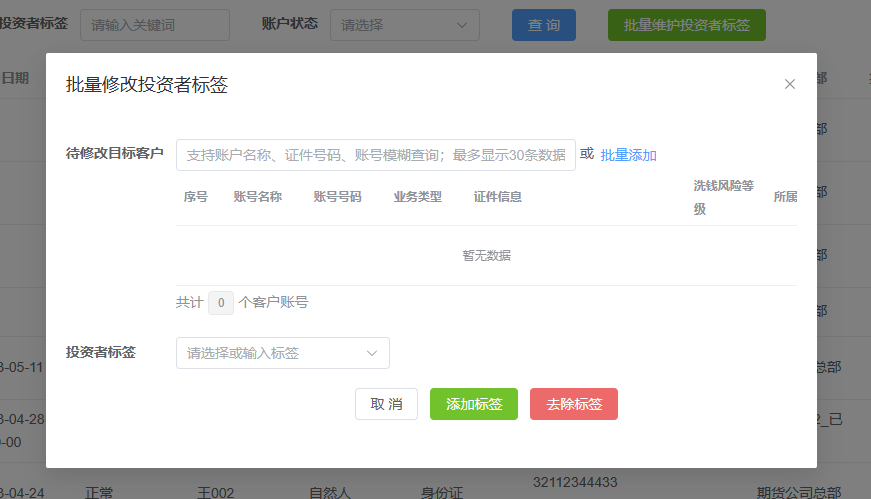 投资者标签 请输入关键词 账户状态 请选择 查 询 批量维护投资者标签
日期
批量修改投资者标签
部
待修改目标客户 支持账户名称、证件号码、账号模糊查询；最多显示30条数据 或 批量添加
部
序号 账号名称 账号号码 业务类型 证件信息 洗钱风险等级 所属
部
暂无数据
部
共计 0 个客户账号
部
投资者标签 请选择或输入标签
3-05-11 总部
取 消 添加标签 去除标签
3-04-28 2_已
0-00
3-04-24 正常 王002 自然人 身份证 32112344433 期货公司总部